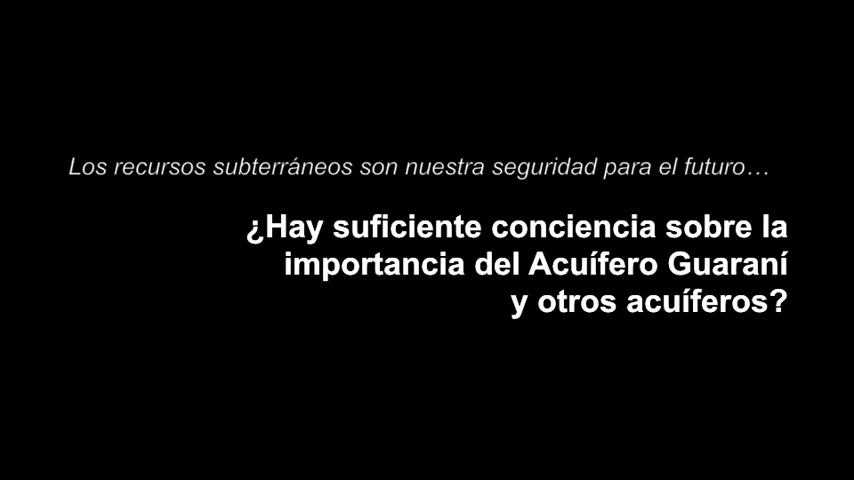 Los recursos subterráneos son nuestra seguridad para el futuro…
¿Hay suficiente conciencia sobre la
importancia del Acuífero Guaraní
y otros acuíferos?